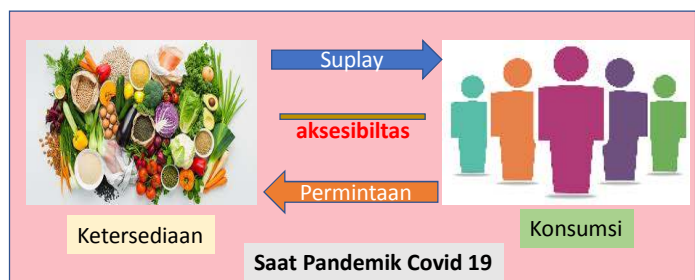 Suplay
aksesibiltas
Permintaan
Ketersediaan
Konsumsi
Saat Pandemik Covid 19